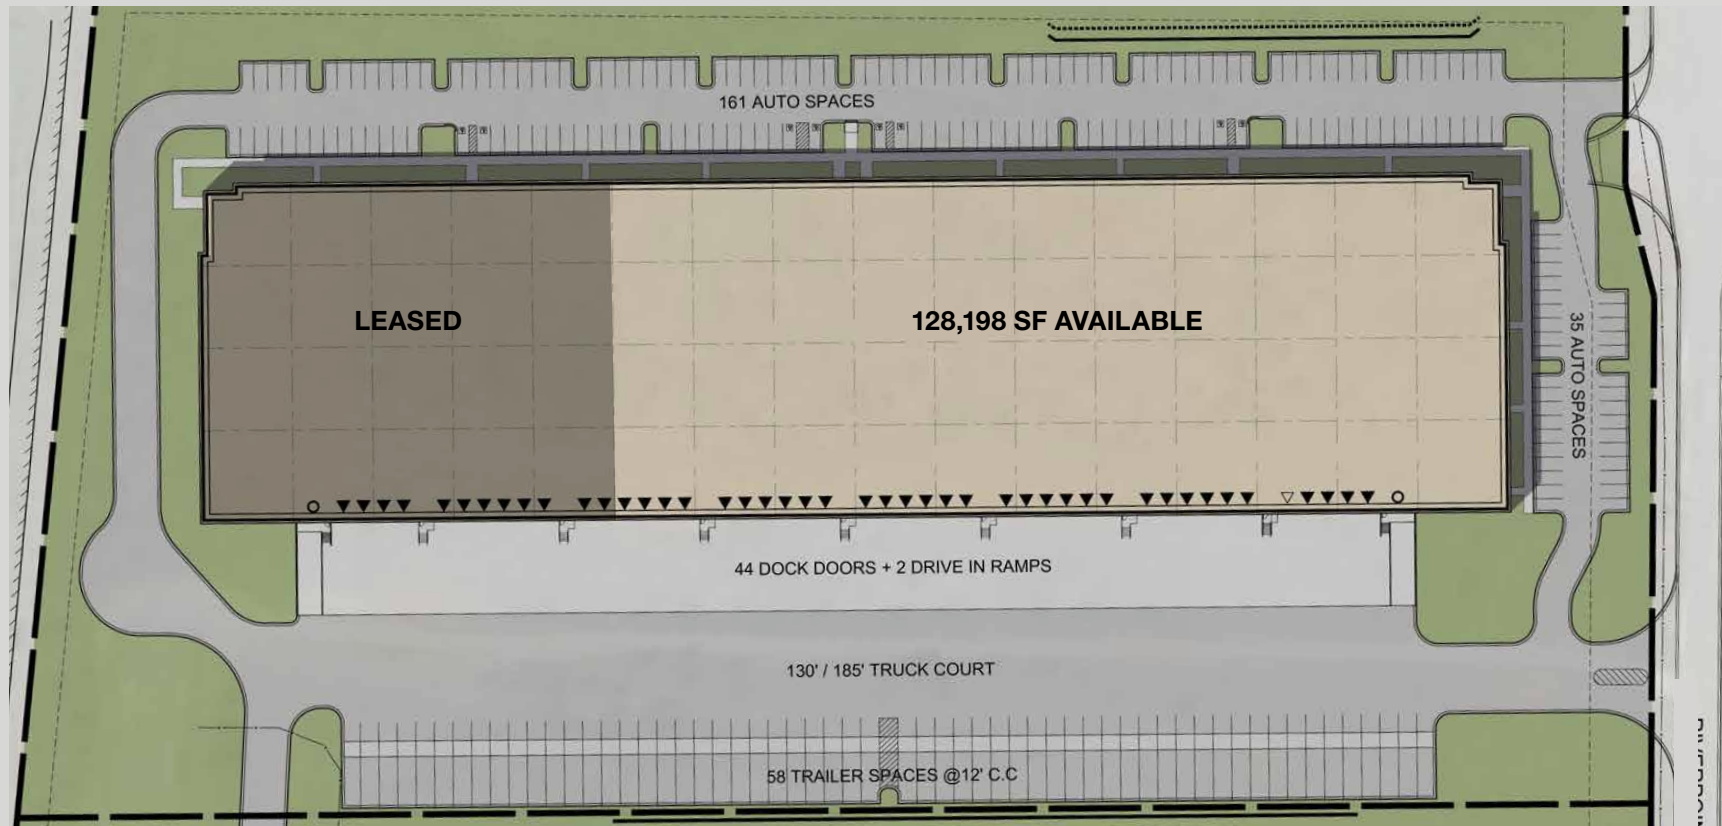 161 AUTO SPACES
LEASED
128,198 SF AVAILABLE
35 AUTO SPACES
44 DOCK DOORS + 2 DRIVE IN RAMPS
130' / 185' TRUCK COURT
58 TRAILER SPACES @12' C.C